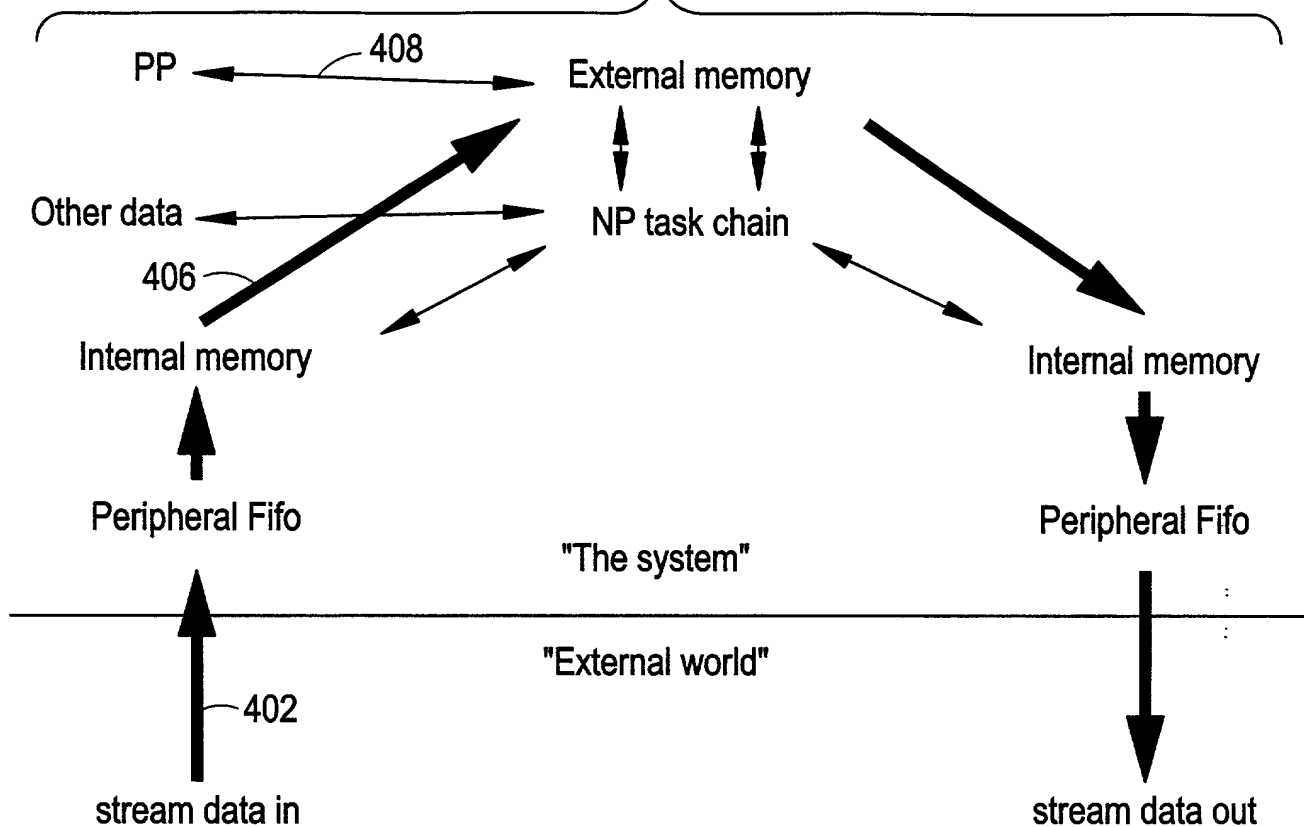 408
PP
External memory
Other data
NP task chain
406
Internal memory
Internal memory
Peripheral Fifo
Peripheral Fifo
"The system"
"External world"
402
stream data in
stream data out